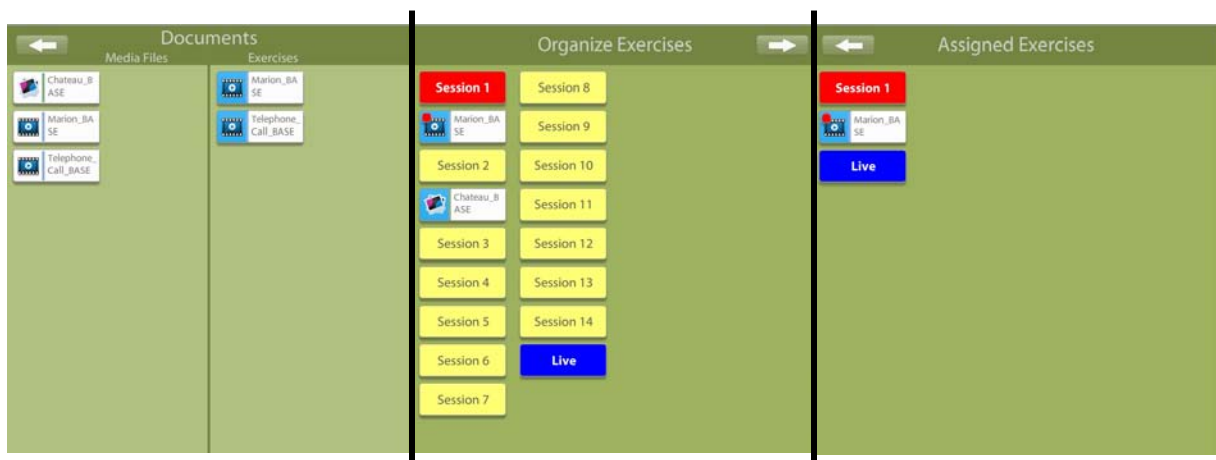 Documents
Media Files
Exercises
Chateau_B
ASE
Marion_BA
SE
Telephone_
Call_BASE
Marion_BA
SE
Telephone_
Call_BASE
Organize Exercises
Session 1
Marion_BA
SE
Session 2
Chateau_B
ASE
Session 3
Session 4
Session 5
Session 6
Session 7
Session 8
Session 9
Session 10
Session 11
Session 12
Session 13
Session 14
Live
Assigned Exercises
Session 1
Marion_BA
SE
Live